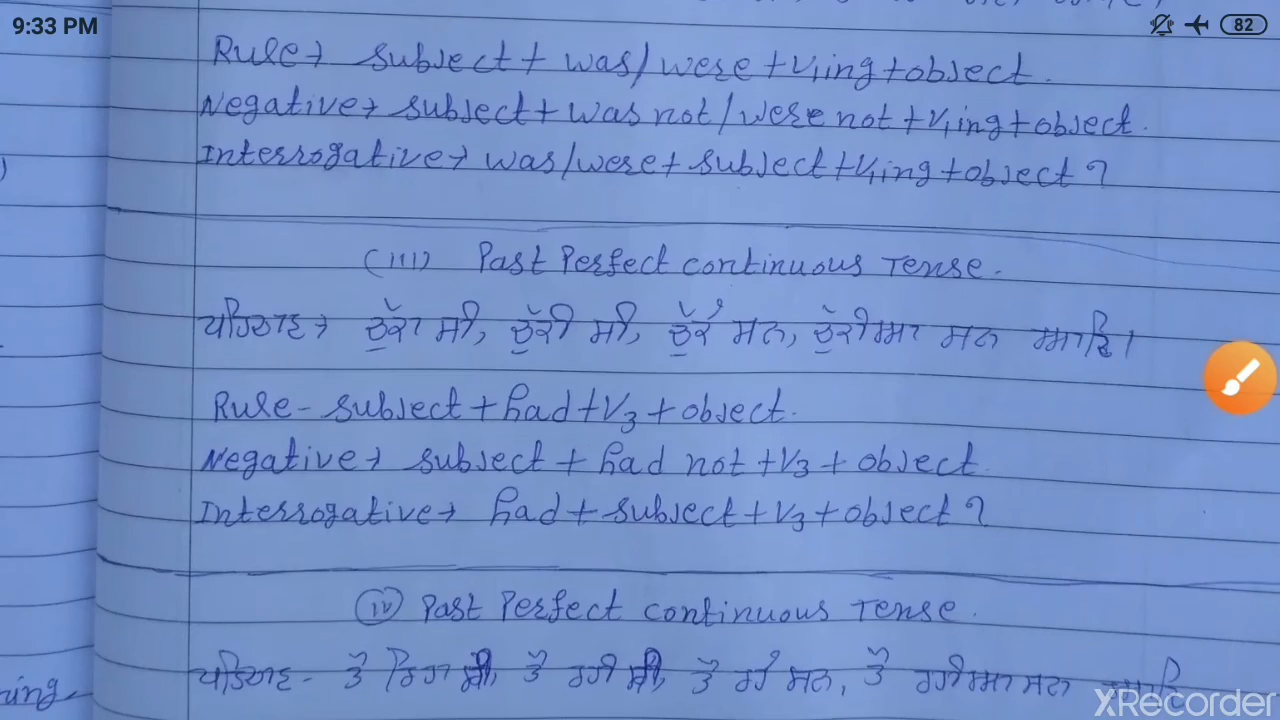 9:33 PM
82
Rule→ subject + was/were + V1ing + object.
Negative→ subject + was not/were not + V1ing + object.
Interrogative→ was/were + subject + V1ing + object?
(iii) Past Perfect continuous Tense.
ਪਹਿਚਾਣ→ ਚੁੱਕਾ ਸੀ, ਚੁੱਕੀ ਸੀ, ਚੁੱਕੇ ਸਨ, ਚੁੱਕੀਆ ਸਨ ਆਦਿ।
Rule- subject + had + V3 + object.
Negative→ subject + had not + V3 + object.
Interrogative→ had + subject + V3 + object?
(iv) Past Perfect continuous Tense.
ਪਹਿਚਾਣ- ਤੋਂ ਰਿਹਾ ਸੀ, ਤੋਂ ਰਹੀ ਸੀ, ਤੋਂ ਰਹੇ ਸਨ, ਤੋਂ ਰਹੀਆ ਸਨ ਆਦਿ
ning
XRecorder